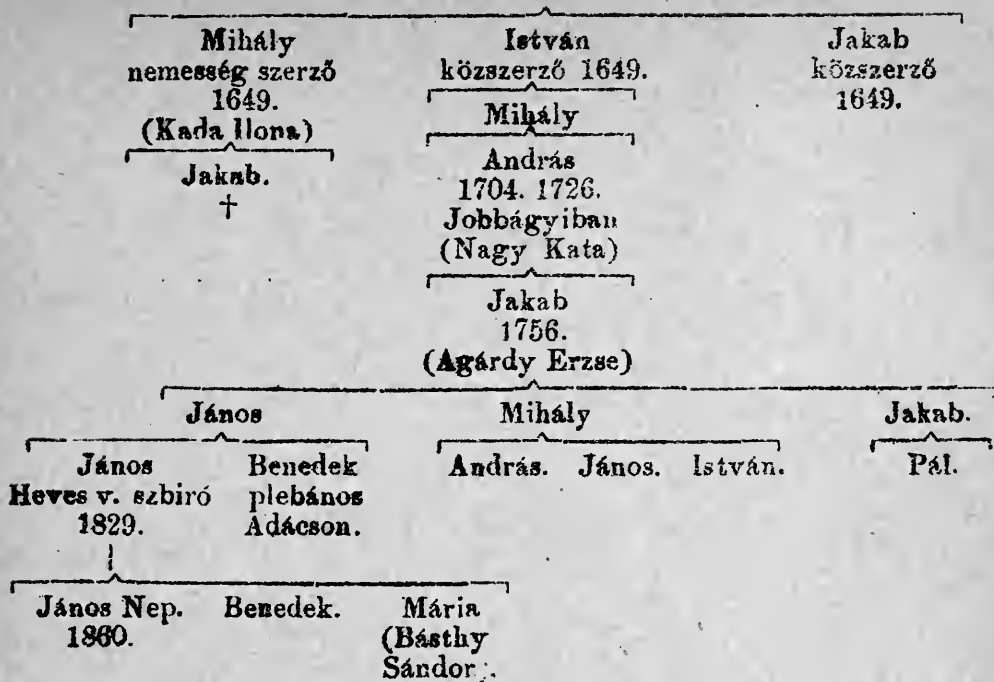 Mihály István Jakab
nemesség szerző közszerző 1649. közszerző
1649. Mihály 1649.
(Kada Ilona) András
Jakab. 1704. 1726.
† Jobbágyiban
(Nagy Kata)
Jakab
1756.
(Agárdy Erzse)
János Mihály Jakab.
János Benedek András. János. István. Pál.
Heves v. szbiró plebános
1829. Adácson.
János Nep. Benedek. Mária
1860. (Básthy
Sándor.